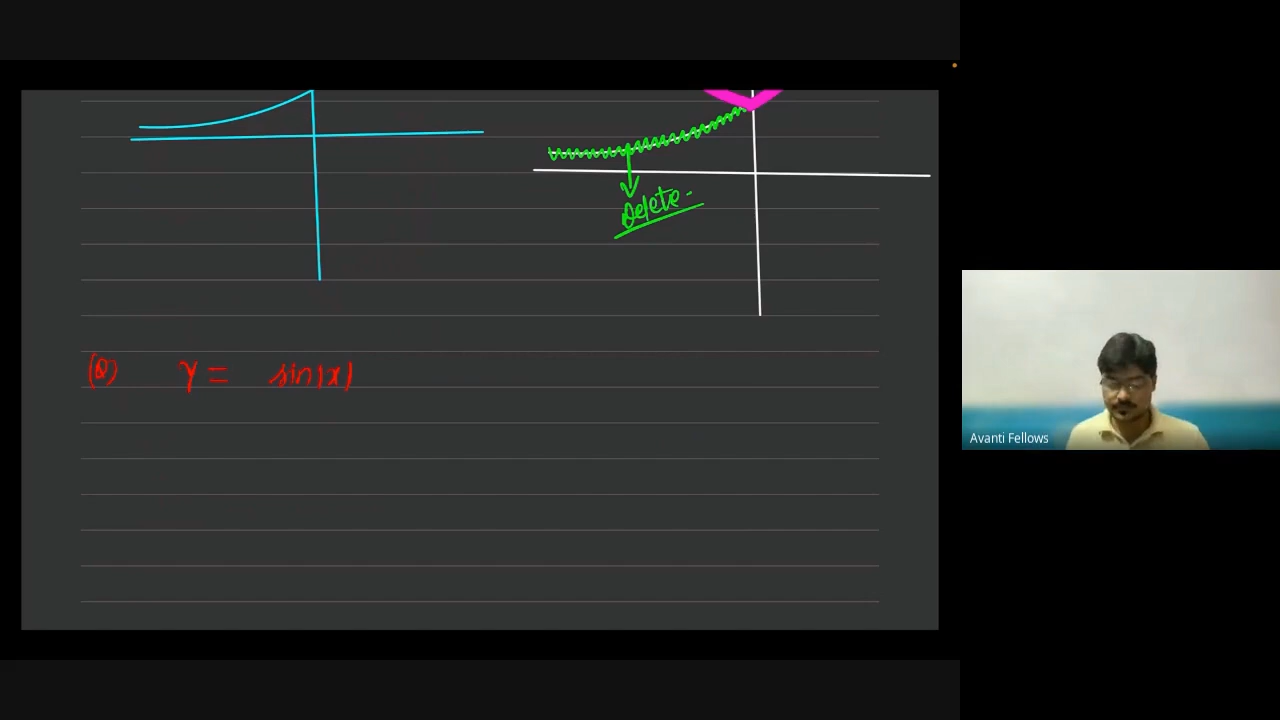 Delete.
(Q) y = sin|x|
Avanti Fellows